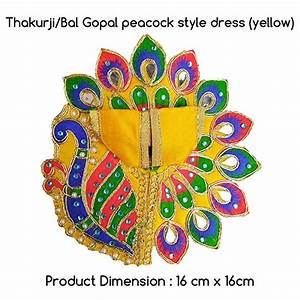 Thakurji/Bal Gopal peacock style dress (yellow)
Product Dimension : 16 cm x 16cm